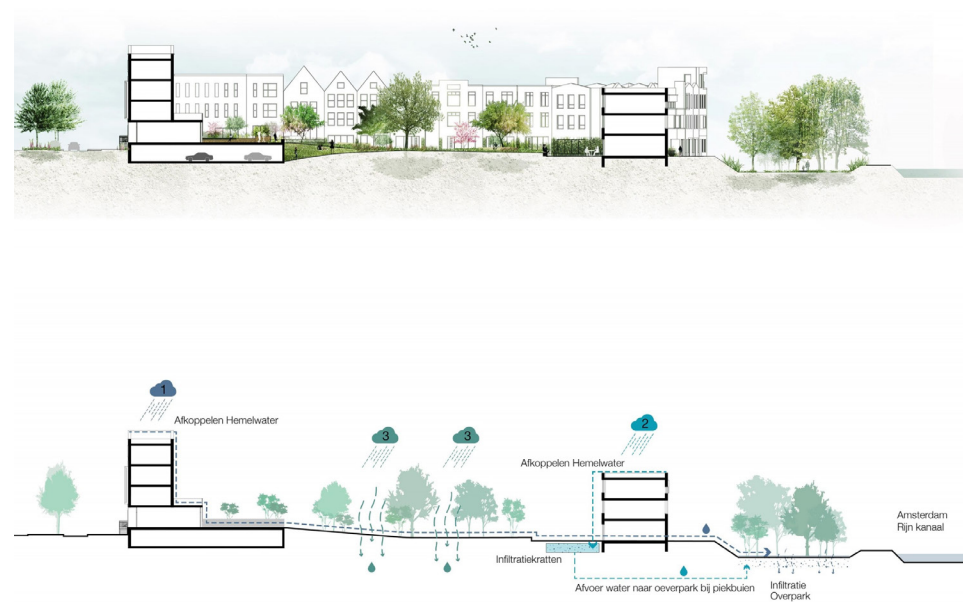 1
Afkoppelen Hemelwater
3
3
2
Afkoppelen Hemelwater
Amsterdam
Rijn kanaal
Infiltratiekratten
Afvoer water naar oeverpark bij piekbuien
Infiltratie
Overpark